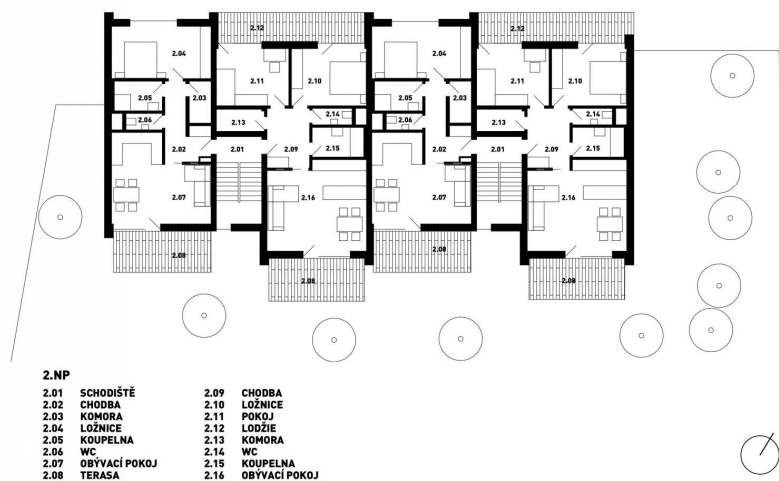 2.12
2.12
2.04
2.11
2.10
2.04
2.11
2.10
2.05
2.03
2.05
2.03
2.06
2.13
2.14
2.06
2.13
2.14
2.02
2.01
2.09
2.15
2.02
2.01
2.09
2.15
2.07
2.16
2.07
2.16
2.08
2.08
2.08
2.08
2.NP
2.01 SCHODIŠTĚ
2.02 CHODBA
2.03 KOMORA
2.04 LOŽNICE
2.05 KOUPELNA
2.06 WC
2.07 OBÝVACÍ POKOJ
2.08 TERASA
2.09 CHODBA
2.10 LOŽNICE
2.11 POKOJ
2.12 LODŽIE
2.13 KOMORA
2.14 WC
2.15 KOUPELNA
2.16 OBÝVACÍ POKOJ